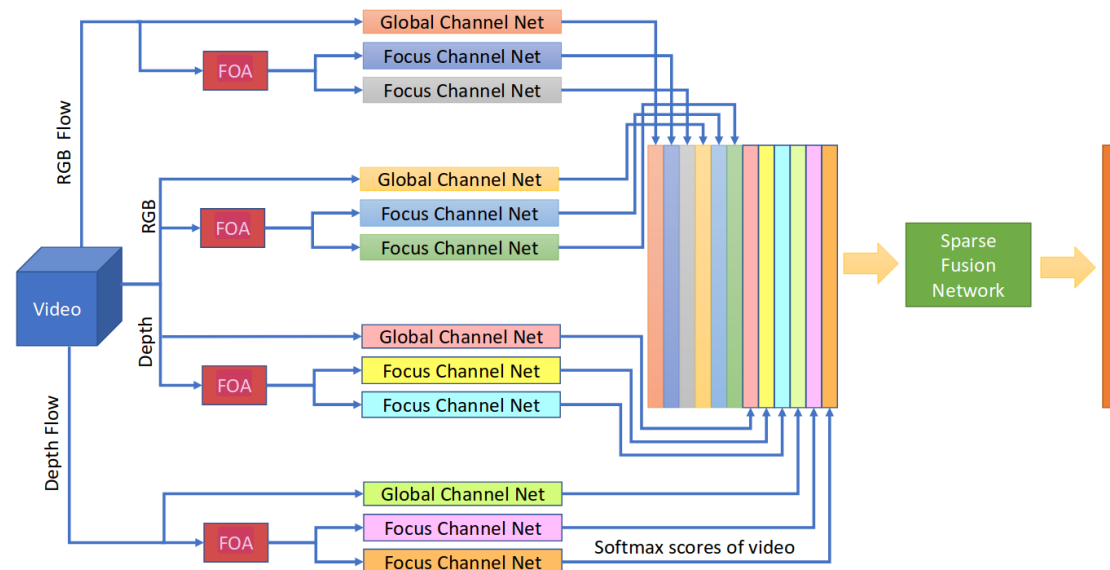 RGB Flow
Global Channel Net
FOA
Focus Channel Net
Focus Channel Net
RGB
Global Channel Net
FOA
Focus Channel Net
Focus Channel Net
Video
Sparse
Fusion
Network
Depth
Global Channel Net
FOA
Focus Channel Net
Focus Channel Net
Depth Flow
Global Channel Net
FOA
Focus Channel Net
Focus Channel Net
Softmax scores of video